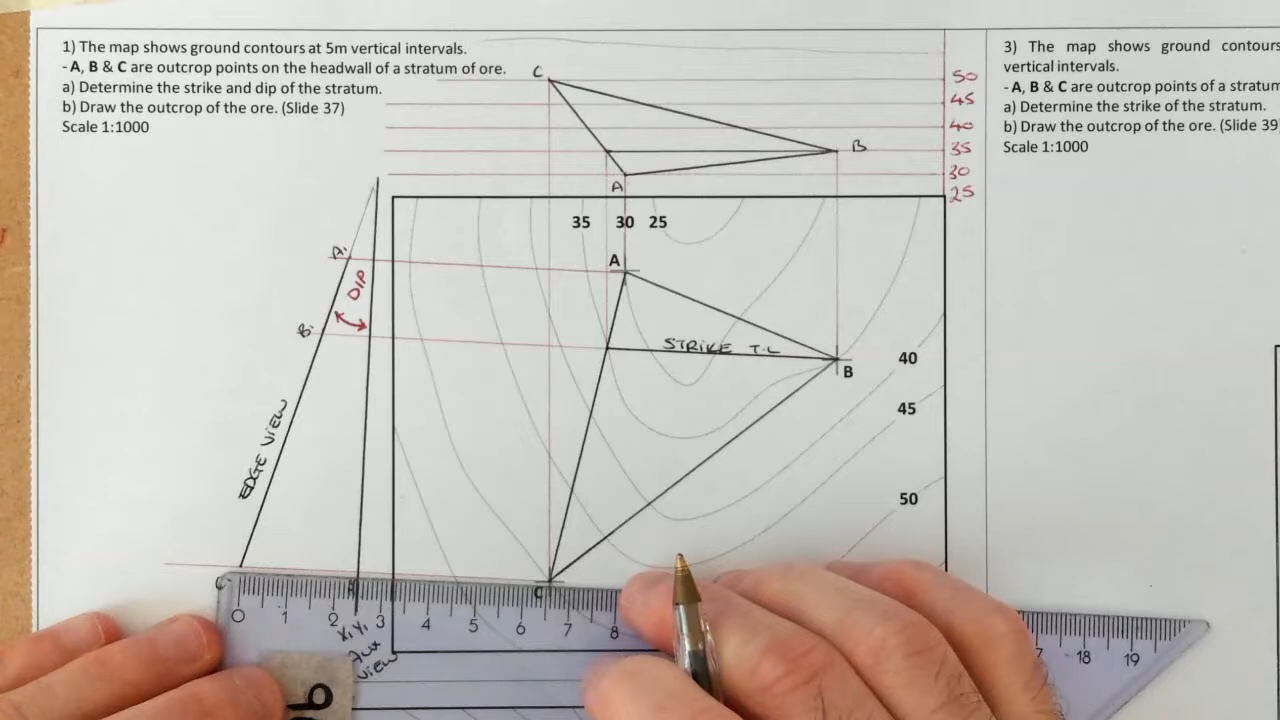 1) The map shows ground contours at 5m vertical intervals.
- A, B & C are outcrop points on the headwall of a stratum of ore.
a) Determine the strike and dip of the stratum.
b) Draw the outcrop of the ore. (Slide 37)
Scale 1:1000
3) The map shows ground contours
vertical intervals.
- A, B & C are outcrop points of a stratum
a) Determine the strike of the stratum.
b) Draw the outcrop of the ore. (Slide 39
Scale 1:1000
C
B
A
50
45
40
35
30
25
35 30 25
A
STRIKE T.L
B
40
45
50
C
A1
B1
DIP
EDGE VIEW
C
X1 Y1
AUX
VIEW
0 1 2 3 4 5 6 7 8
7 18 19